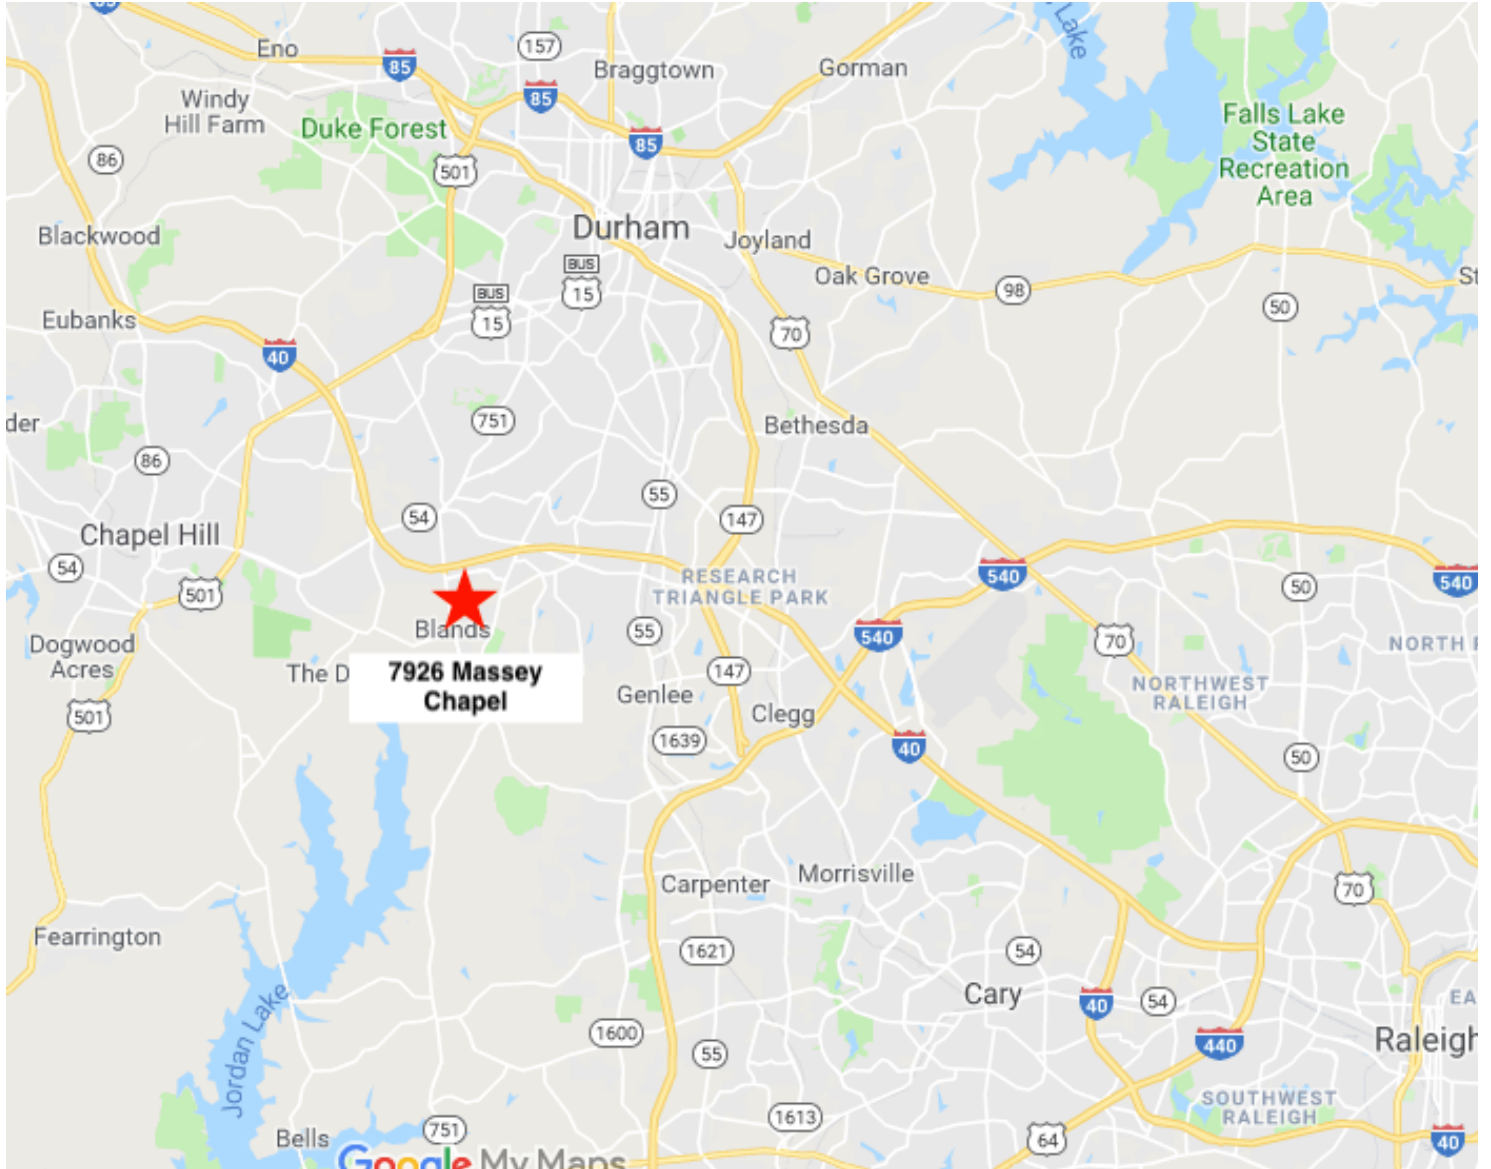 85
Eno
157
Lake
85
Braggtown
Gorman
Windy
Hill Farm
85
Duke Forest
85
Falls Lake
State
Recreation
Area
86
501
Blackwood
Durham
Joyland
BUS
15
Oak Grove
98
BUS
15
50
St
Eubanks
70
40
der
751
Bethesda
86
55
54
147
Chapel Hill
54
501
RESEARCH
TRIANGLE PARK
540
540
50
Blands
55
540
70
NORTH R
Dogwood
Acres
The D
7926 Massey
Chapel
147
Genlee
NORTHWEST
RALEIGH
501
Clegg
1639
40
50
Carpenter
Morrisville
70
Fearrington
1621
54
Cary
40
54
EA
Jordan Lake
1600
55
440
Raleigh
SOUTHWEST
RALEIGH
1613
Bells
751
64
40
Google My Maps